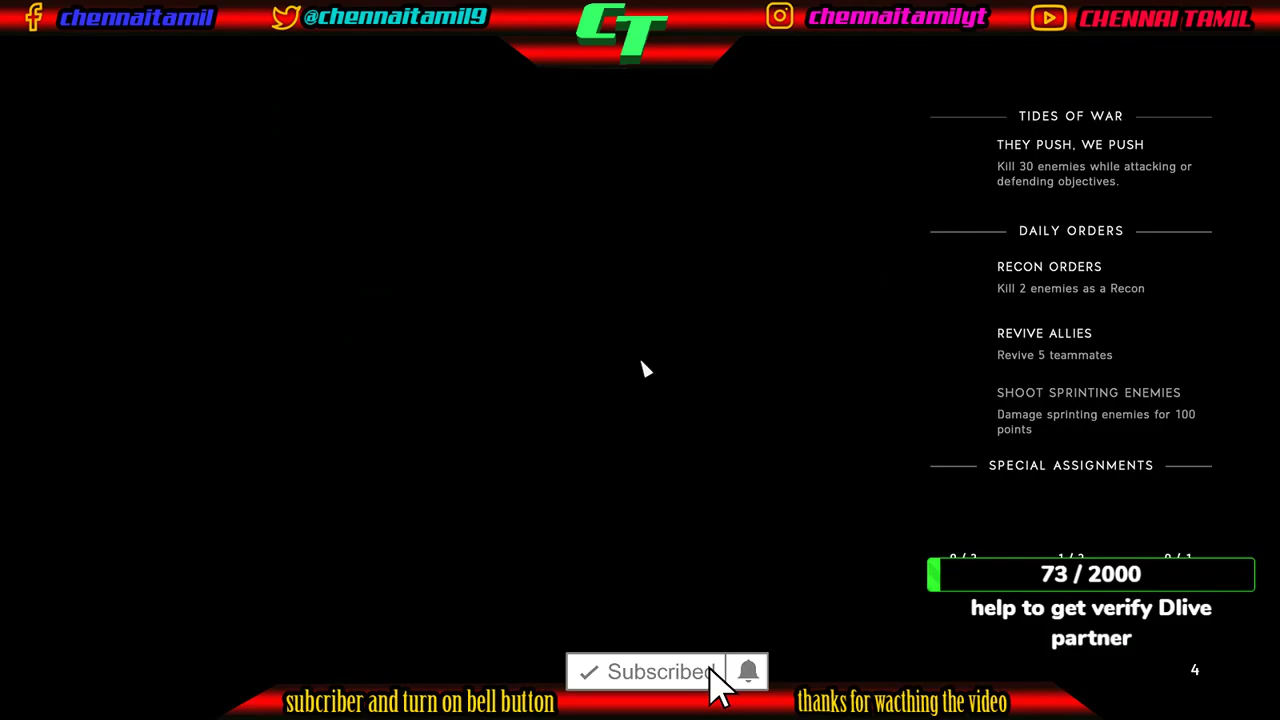 chennaitamil
@chennaitamil9
CT
chennaitamilyt
CHENNAI TAMIL
TIDES OF WAR
THEY PUSH, WE PUSH
Kill 30 enemies while attacking or
defending objectives.
DAILY ORDERS
RECON ORDERS
Kill 2 enemies as a Recon
REVIVE ALLIES
Revive 5 teammates
SHOOT SPRINTING ENEMIES
Damage sprinting enemies for 100
points
SPECIAL ASSIGNMENTS
73 / 2000
help to get verify Dlive
partner
4
Subscribed
subcriber and turn on bell button
thanks for wacthing the video